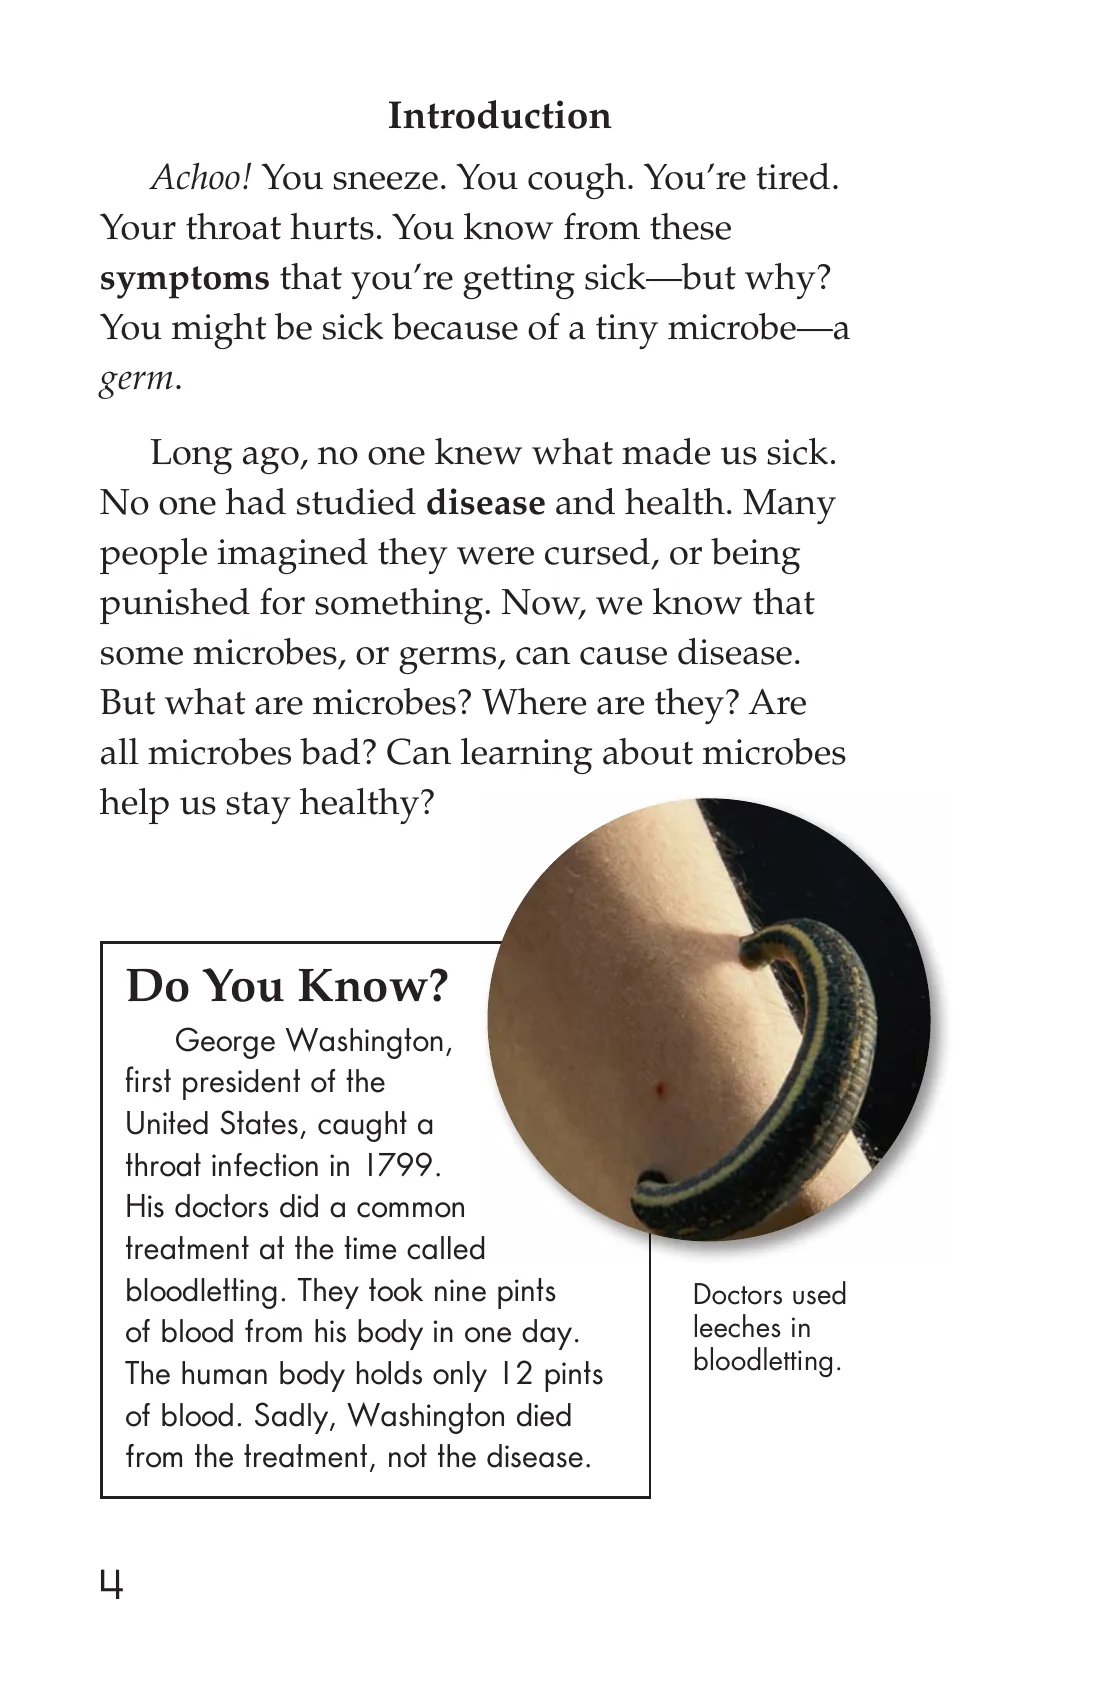 Introduction
Achoo! You sneeze. You cough. You’re tired.
Your throat hurts. You know from these
symptoms that you’re getting sick—but why?
You might be sick because of a tiny microbe—a
germ.
Long ago, no one knew what made us sick.
No one had studied disease and health. Many
people imagined they were cursed, or being
punished for something. Now, we know that
some microbes, or germs, can cause disease.
But what are microbes? Where are they? Are
all microbes bad? Can learning about microbes
help us stay healthy?
Do You Know?
George Washington,
first president of the
United States, caught a
throat infection in 1799.
His doctors did a common
treatment at the time called
bloodletting. They took nine pints
of blood from his body in one day.
The human body holds only 12 pints
of blood. Sadly, Washington died
from the treatment, not the disease.
Doctors used
leeches in
bloodletting.
4